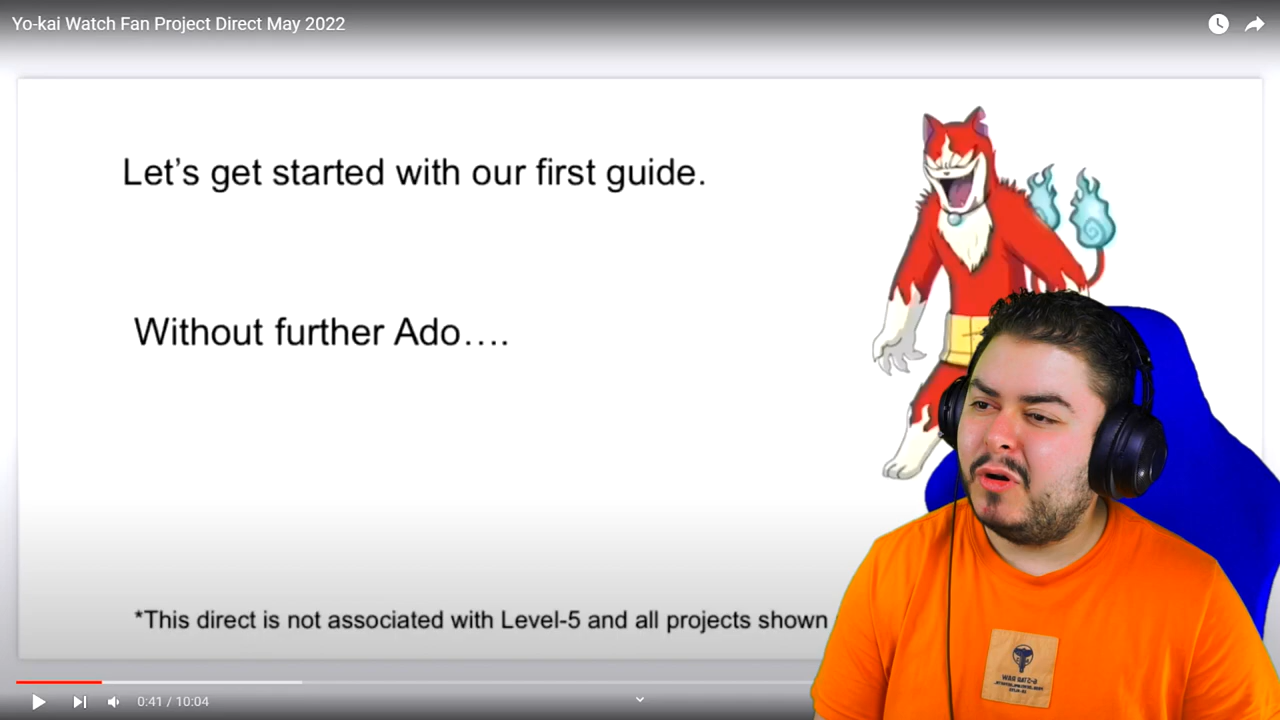 Yo-kai Watch Fan Project Direct May 2022
Let's get started with our first guide.
Without further Ado….
*This direct is not associated with Level-5 and all projects shown
0:41 / 10:04